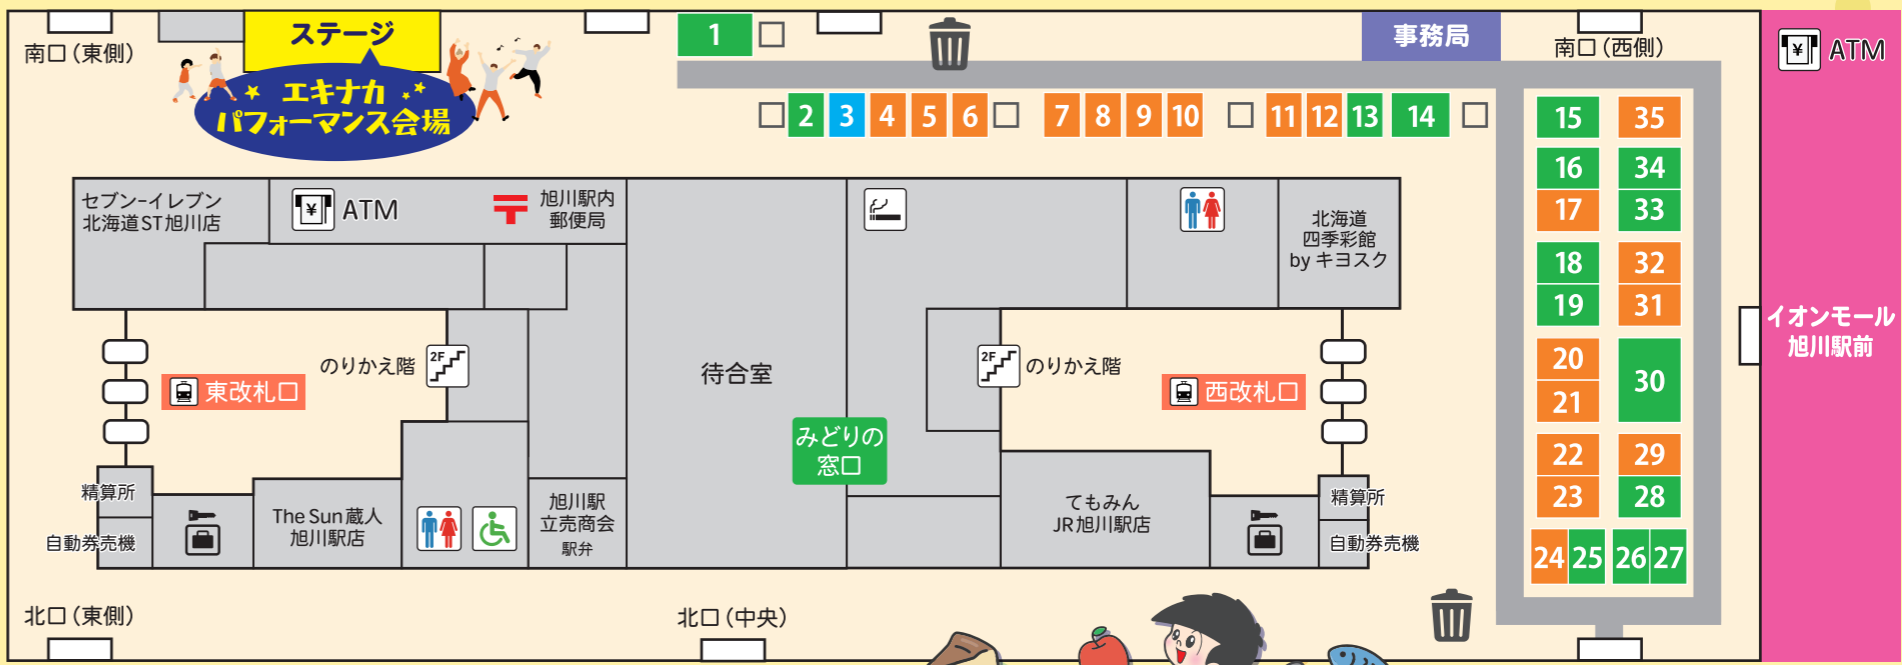 南口（東側）
ステージ
エキナカ
パフォーマンス会場
1
事務局
南口（西側）
ATM
2 3 4 5 6 7 8 9 10 11 12 13 14
15 35
16 34
17 33
18 32
19 31
20 30
21
22 29
23 28
24 25 26 27
イオンモール
旭川駅前
セブン-イレブン
北海道ST旭川店
ATM
旭川駅内
郵便局
北海道
四季彩館
by キヨスク
のりかえ階
2F
東改札口
待合室
2F
のりかえ階
西改札口
みどりの
窓口
精算所
自動券売機
The Sun 蔵人
旭川駅店
旭川駅
立売商会
駅弁
てもみん
JR旭川駅店
精算所
自動券売機
北口（東側）
北口（中央）